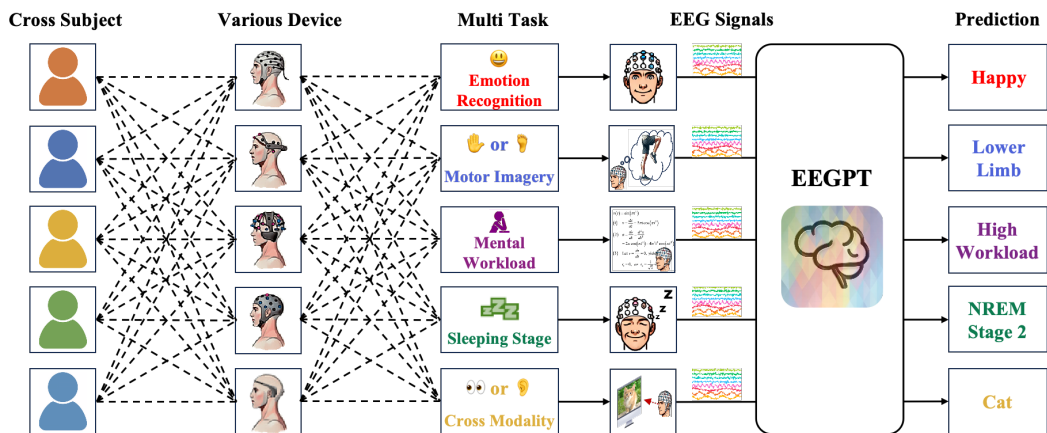 Cross Subject
Various Device
Multi Task
EEG Signals
Prediction
Emotion
Recognition
Happy
or
Motor Imagery
Lower
Limb
EEGPT
Mental
Workload
High
Workload
zzz
Sleeping Stage
z
z
z
NREM
Stage 2
or
Cross Modality
Cat